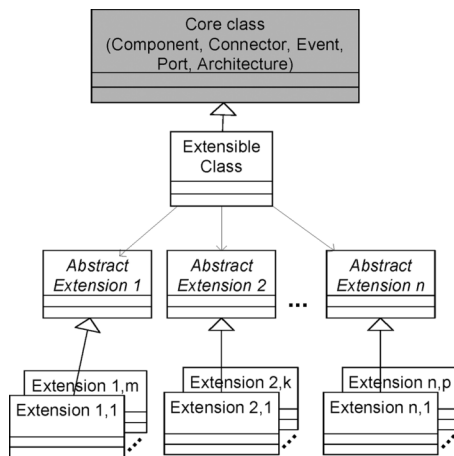 Core class
(Component, Connector, Event,
Port, Architecture)
Extensible
Class
Abstract
Extension 1
Abstract
Extension 2
...
Abstract
Extension n
Extension 1,m
Extension 1,1
Extension 2,k
Extension 2,1
Extension n,p
Extension n,1